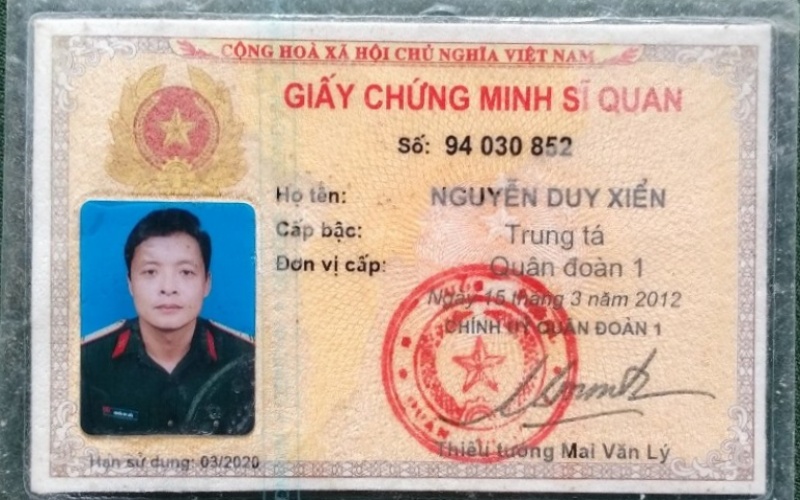 CỘNG HOÀ XÃ HỘI CHỦ NGHĨA VIỆT NAM
GIẤY CHỨNG MINH SĨ QUAN
Số: 94 030 852
Họ tên: NGUYỄN DUY XIỂN
Cấp bậc: Trung tá
Đơn vị cấp: Quân đoàn 1
Ngày 15 tháng 3 năm 2012
CHÍNH UỶ QUÂN ĐOÀN 1
QUÂN
Thiếu tướng Mai Văn Lý
Hạn sử dụng: 03/2020